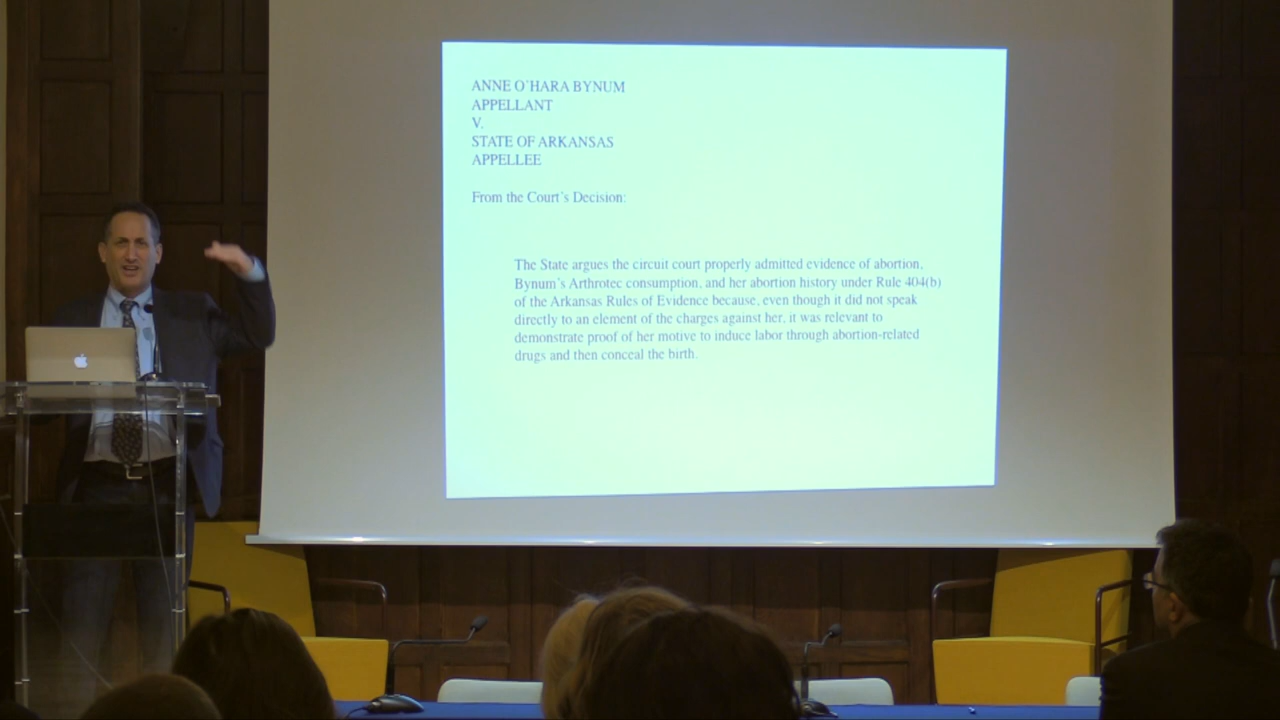 ANNE O'HARA BYNUM
APPELLANT
V.
STATE OF ARKANSAS
APPELLEE
From the Court's Decision:
The State argues the circuit court properly admitted evidence of abortion,
Bynum's Arthrotec consumption, and her abortion history under Rule 404(b)
of the Arkansas Rules of Evidence because, even though it did not speak
directly to an element of the charges against her, it was relevant to
demonstrate proof of her motive to induce labor through abortion-related
drugs and then conceal the birth.